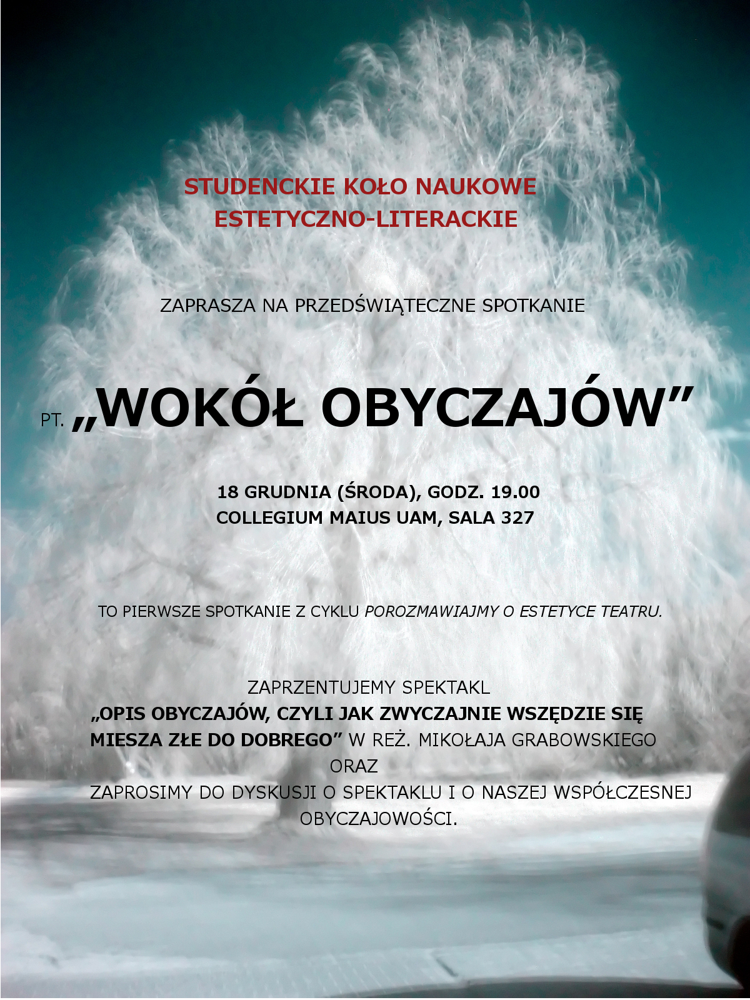 STUDENCKIE KOŁO NAUKOWE
ESTETYCZNO-LITERACKIE
ZAPRASZA NA PRZEDŚWIĄTECZNE SPOTKANIE
PT. „WOKÓŁ OBYCZAJÓW”
18 GRUDNIA (ŚRODA), GODZ. 19.00
COLLEGIUM MAIUS UAM, SALA 327
TO PIERWSZE SPOTKANIE Z CYKLU POROZMAWIAJMY O ESTETYCE TEATRU.
ZAPRZENTUJEMY SPEKTAKL
„OPIS OBYCZAJÓW, CZYLI JAK ZWYCZAJNIE WSZĘDZIE SIĘ
MIESZA ZŁE DO DOBREGO” W REŻ. MIKOŁAJA GRABOWSKIEGO
ORAZ
ZAPROSIMY DO DYSKUSJI O SPEKTAKLU I O NASZEJ WSPÓŁCZESNEJ
OBYCZAJOWOŚCI.